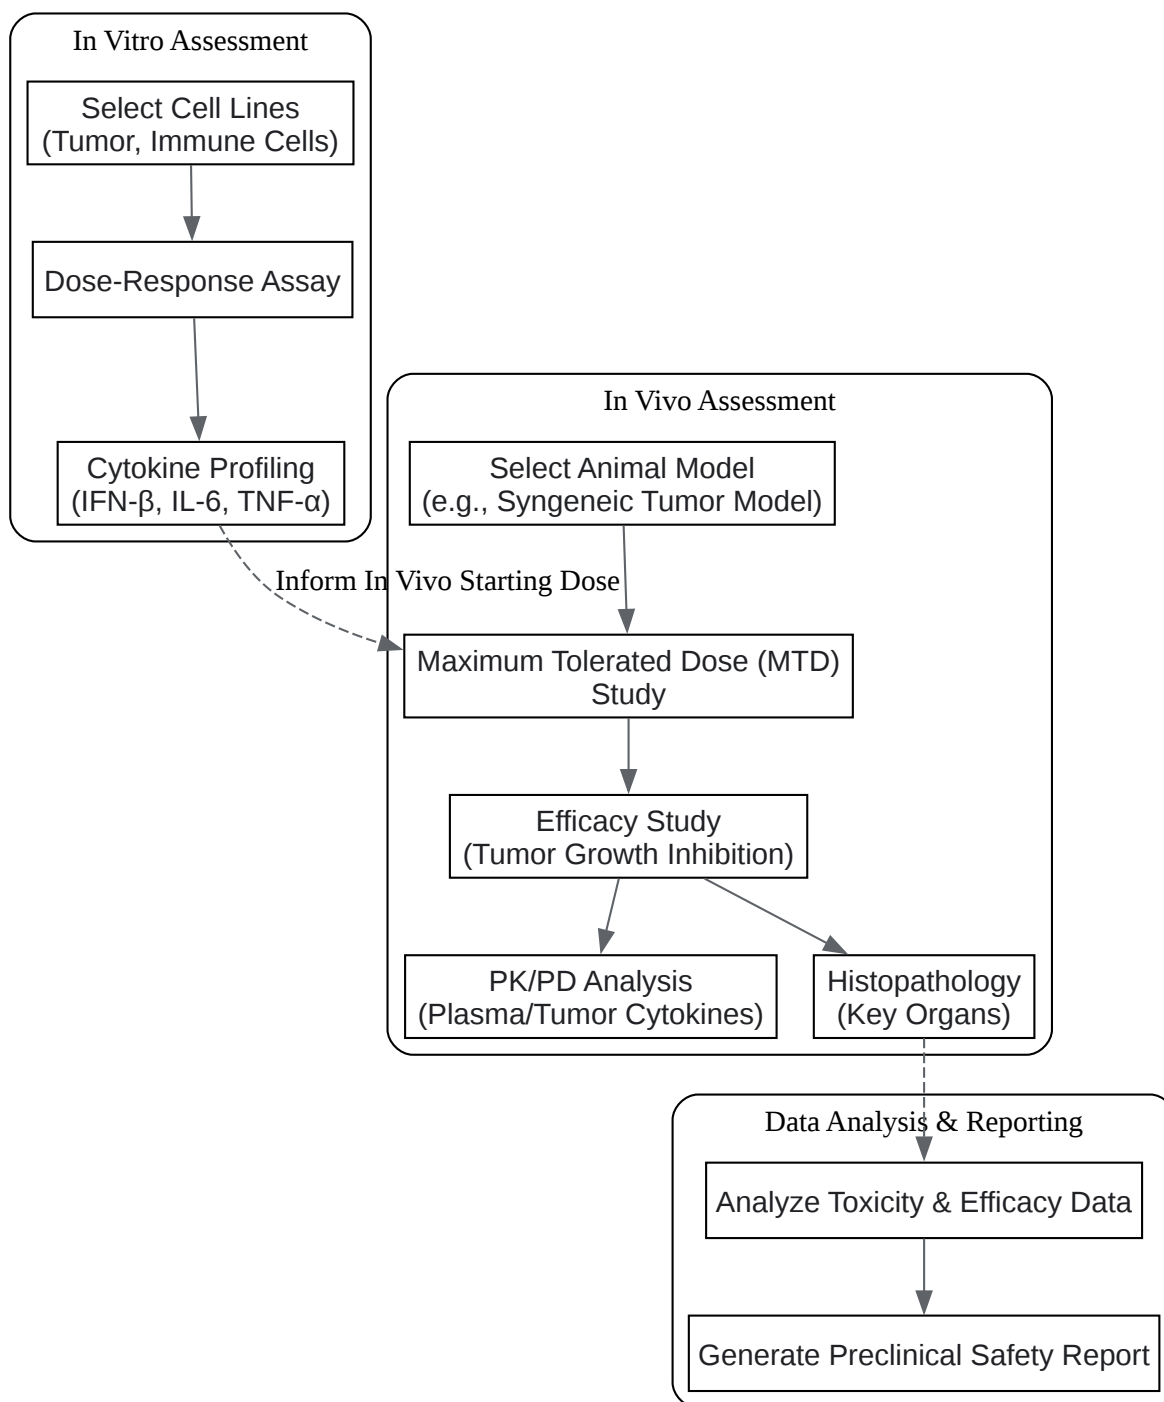 In Vitro Assessment
Select Cell Lines
(Tumor, Immune Cells)
Dose-Response Assay
Cytokine Profiling
(IFN-β, IL-6, TNF-α)
Inform In Vivo Starting Dose
In Vivo Assessment
Select Animal Model
(e.g., Syngeneic Tumor Model)
Maximum Tolerated Dose (MTD)
Study
Efficacy Study
(Tumor Growth Inhibition)
PK/PD Analysis
(Plasma/Tumor Cytokines)
Histopathology
(Key Organs)
Data Analysis & Reporting
Analyze Toxicity & Efficacy Data
Generate Preclinical Safety Report